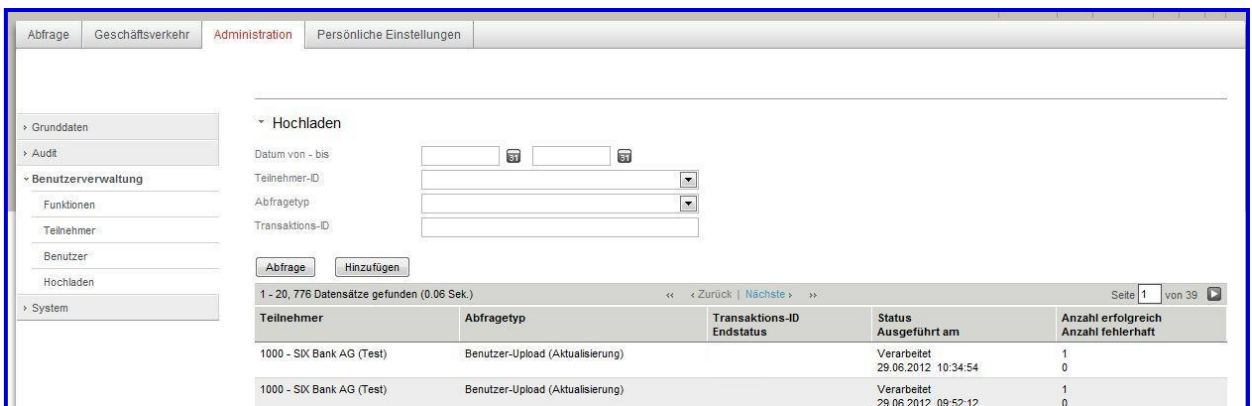 Abfrage Geschäftsverkehr Administration Persönliche Einstellungen
› Grunddaten
› Audit
Benutzerverwaltung
Funktionen
Teilnehmer
Benutzer
Hochladen
› System
Hochladen
Datum von - bis 31 31
Teilnehmer-ID
Abfragetyp
Transaktions-ID
Abfrage Hinzufügen
1 - 20, 776 Datensätze gefunden (0.06 Sek.) ‹‹ ‹ Zurück | Nächste › ›› Seite 1 von 39
Teilnehmer Abfragetyp Transaktions-ID Status Anzahl erfolgreich
Endstatus Ausgeführt am Anzahl fehlerhaft
1000 - SIX Bank AG (Test) Benutzer-Upload (Aktualisierung) Verarbeitet 1
29.06.2012 10:34:54 0
1000 - SIX Bank AG (Test) Benutzer-Upload (Aktualisierung) Verarbeitet 1
29.06.2012 09:52:12 0